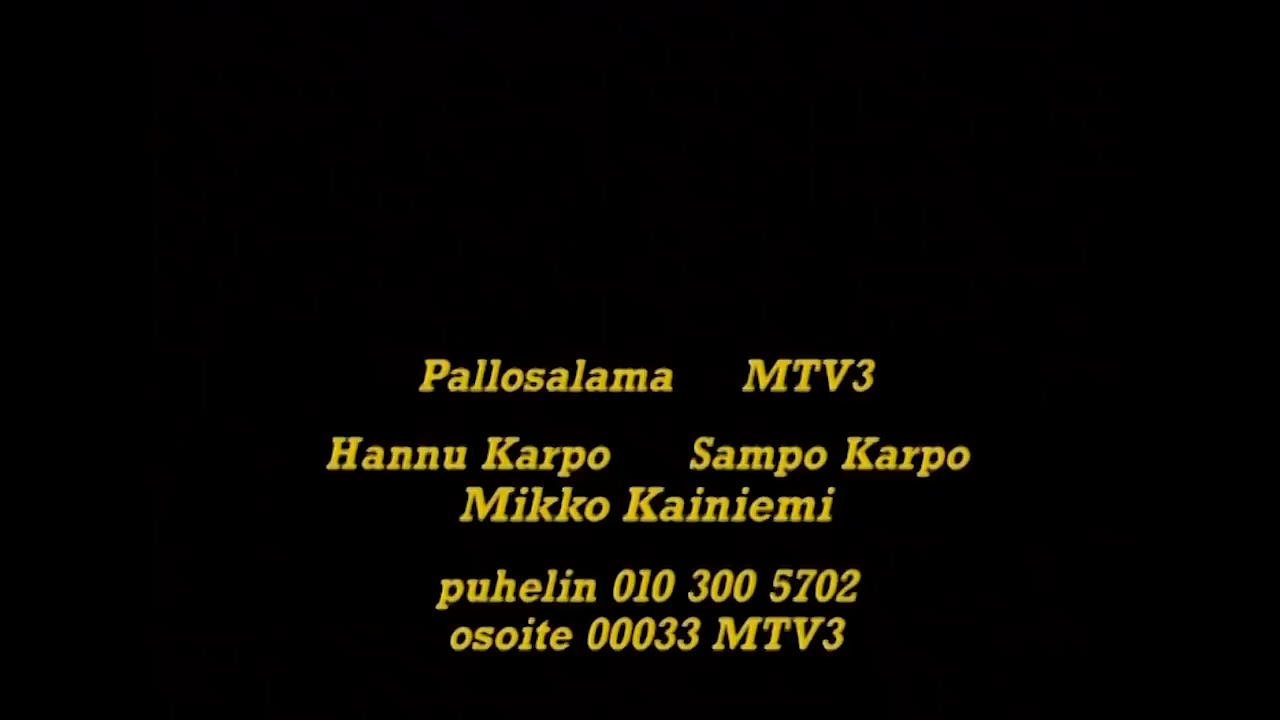 Pallosalama MTV3
Hannu Karpo Sampo Karpo
Mikko Kainiemi
puhelin 010 300 5702
osoite 00033 MTV3